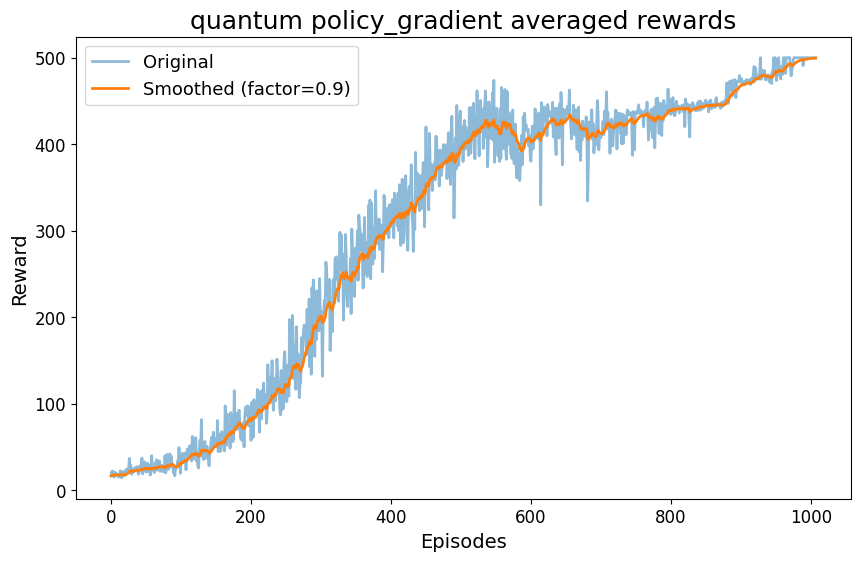 quantum policy_gradient averaged rewards
Original
Smoothed (factor=0.9)
500
400
300
200
100
0
Reward
0 200 400 600 800 1000
Episodes